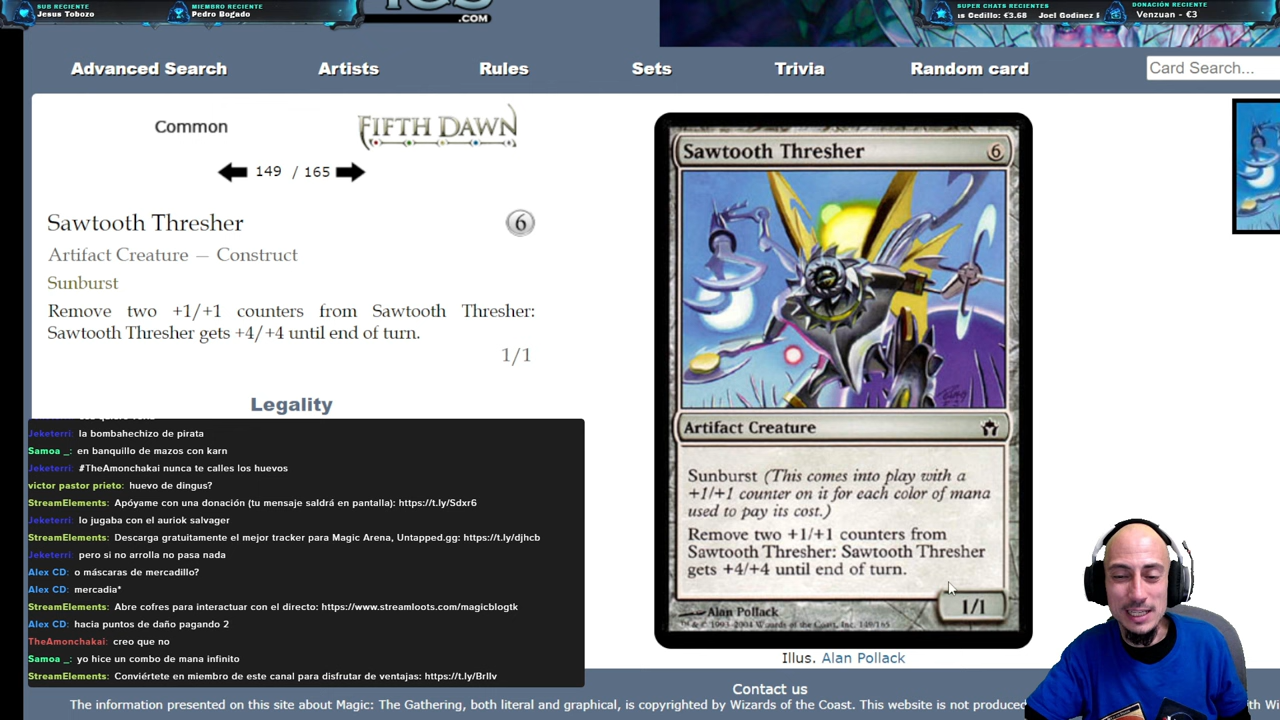 SUB RECIENTE
Jesus Tobozo
MIEMBRO RECIENTE
Pedro Bogado
.COM
SUPER CHATS RECIENTES
Cedillo: €3.68 Joel Godinez
DONACIÓN RECIENTE
Venzuan - €3
Advanced Search Artists Rules Sets Trivia Random card Card Search...
Common
FIFTH DAWN
149 / 165
Sawtooth Thresher 6
Artifact Creature — Construct
Sunburst
Remove two +1/+1 counters from Sawtooth Thresher:
Sawtooth Thresher gets +4/+4 until end of turn.
1/1
Legality
Jeketerri: la bombahechizo de pirata
Samoa _: en banquillo de mazos con karn
Jeketerri: #TheAmonchakai nunca te calles los huevos
victor pastor prieto: huevo de dingus?
StreamElements: Apóyame con una donación (tu mensaje saldrá en pantalla): https://t.ly/Sdxr6
Jeketerri: lo jugaba con el auriok salvager
StreamElements: Descarga gratuitamente el mejor tracker para Magic Arena, Untapped.gg: https://t.ly/djhcb
Jeketerri: pero si no arrolla no pasa nada
Alex CD: o máscaras de mercadillo?
Alex CD: mercadia*
StreamElements: Abre cofres para interactuar con el directo: https://www.streamloots.com/magicblogtk
Alex CD: hacia puntos de daño pagando 2
TheAmonchakai: creo que no
Samoa _: yo hice un combo de mana infinito
StreamElements: Conviértete en miembro de este canal para disfrutar de ventajas: https://t.ly/BrIlv
Sawtooth Thresher 6
Artifact Creature
Sunburst (This comes into play with a
+1/+1 counter on it for each color of mana
used to pay its cost.)
Remove two +1/+1 counters from
Sawtooth Thresher: Sawtooth Thresher
gets +4/+4 until end of turn.
1/1
Alan Pollack
& © 1993-2004 Wizards of the Coast, Inc. 149/165
Illus. Alan Pollack
Contact us
The information presented on this site about Magic: The Gathering, both literal and graphical, is copyrighted by Wizards of the Coast. This website is not produced